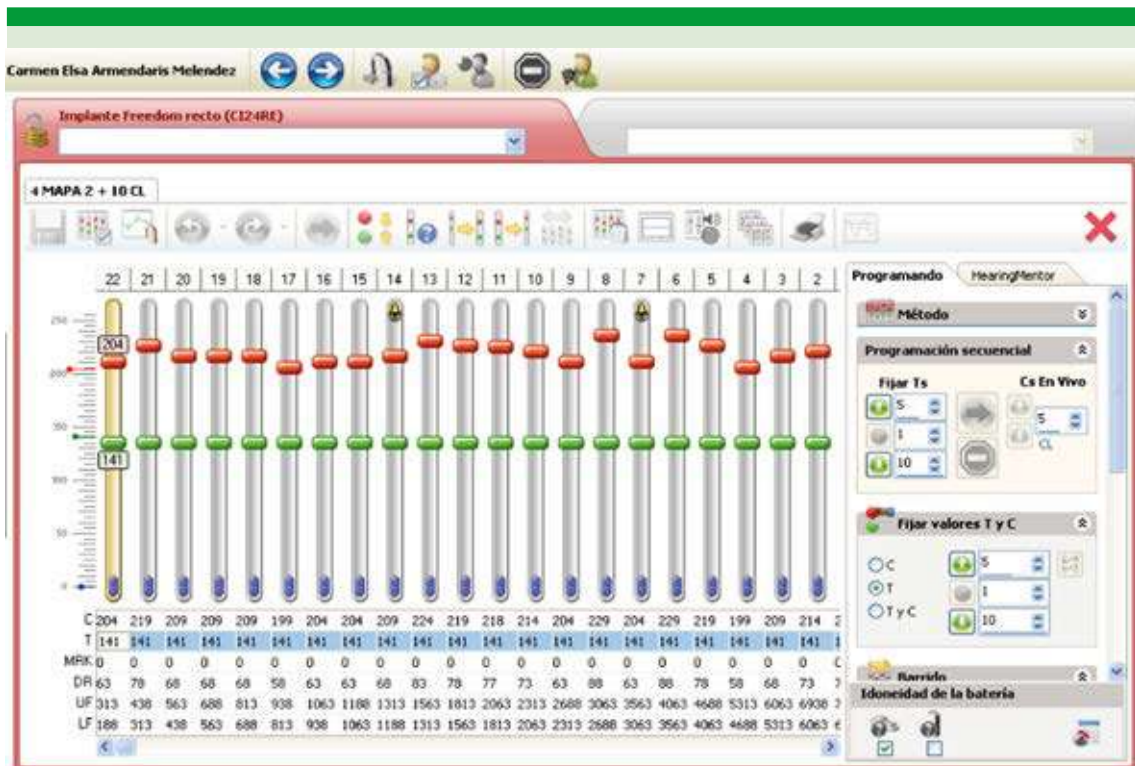 Carmen Elsa Armendaris Melendez
Implante Freedom recto (CI24RE)
4 MAPA 2 + 10 CL
22 21 20 19 18 17 16 15 14 13 12 11 10 9 8 7 6 5 4 3 2
250
204
200
150
141
100
50
0
C 204 219 209 209 209 199 204 204 209 224 219 218 214 204 229 204 229 219 199 209 214
T 141 141 141 141 141 141 141 141 141 141 141 141 141 141 141 141 141 141 141 141 141
MRK 0 0 0 0 0 0 0 0 0 0 0 0 0 0 0 0 0 0 0 0 0
DR 63 78 68 68 68 58 63 63 68 83 78 77 73 63 88 63 88 78 58 68 73
UF 313 438 563 688 813 938 1063 1188 1313 1563 1813 2063 2313 2688 3063 3563 4063 4688 5313 6063 6938
LF 188 313 438 563 688 813 938 1063 1188 1313 1563 1813 2063 2313 2688 3063 3563 4063 4688 5313 6063
Programando HearingMentor
Método
Programación secuencial
Fijar Ts Cs En Vivo
5 5
1 CL
10
Fijar valores T y C
C 5
T 1
T y C 10
Barrido
Idoneidad de la batería